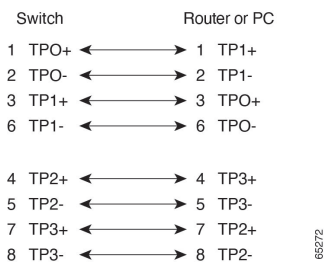 Switch Router or PC
1 TPO+ 1 TP1+
2 TPO- 2 TP1-
3 TP1+ 3 TPO+
6 TP1- 6 TPO-
4 TP2+ 4 TP3+
5 TP2- 5 TP3-
7 TP3+ 7 TP2+
8 TP3- 8 TP2-
65272